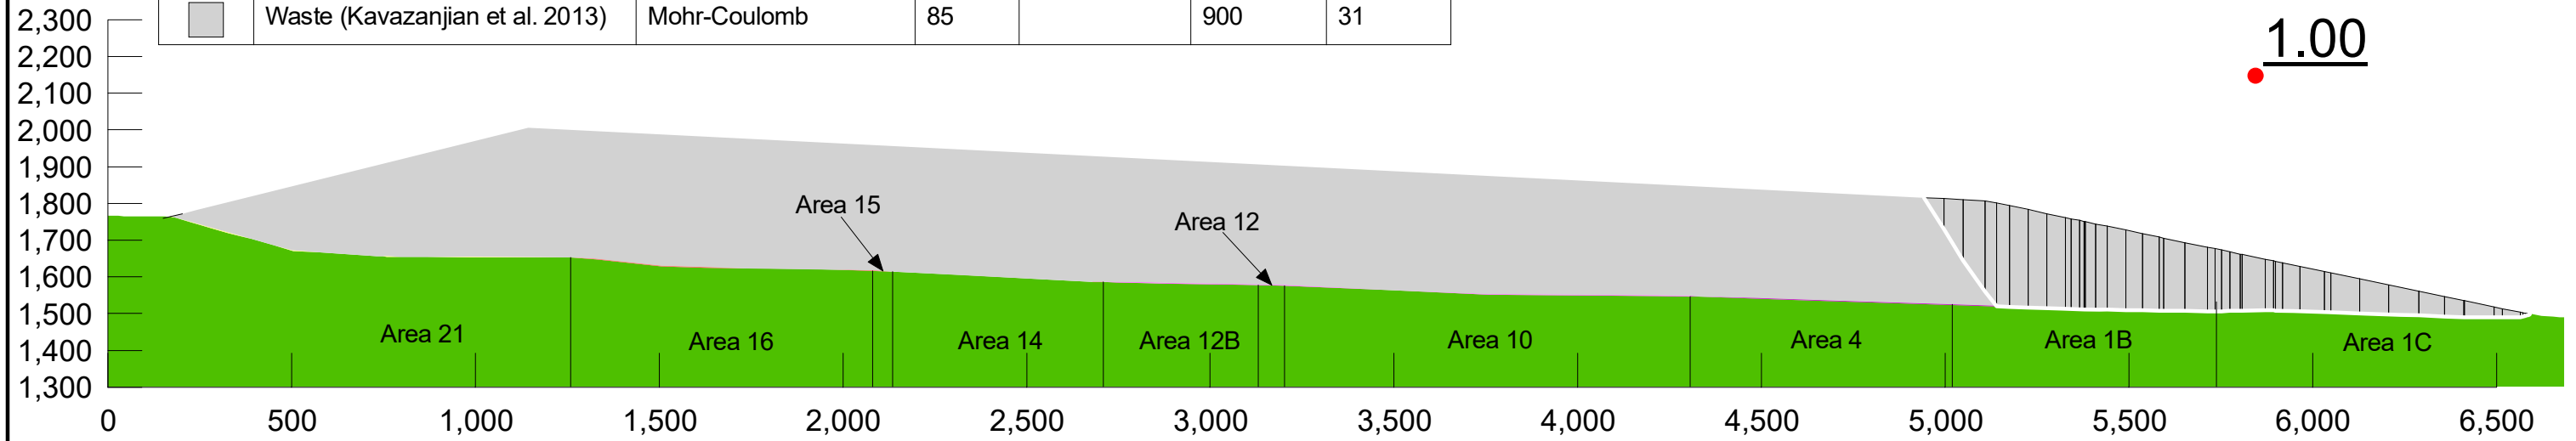 2,300
Waste (Kavazanjian et al. 2013) Mohr-Coulomb 85 900 31
1.00
2,200
2,100
2,000
1,900
1,800
Area 15
Area 12
1,700
1,600
1,500
Area 21 Area 16 Area 14 Area 12B Area 10 Area 4 Area 1B Area 1C
1,400
1,300
0 500 1,000 1,500 2,000 2,500 3,000 3,500 4,000 4,500 5,000 5,500 6,000 6,500